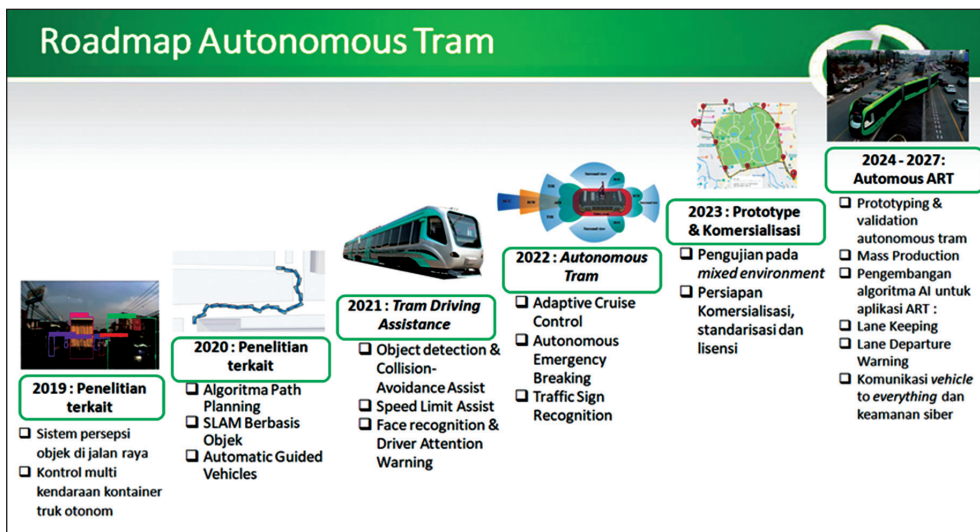 Roadmap Autonomous Tram
2019 : Penelitian
terkait
❑ Sistem persepsi
objek di jalan raya
❑ Kontrol multi
kendaraan kontainer
truk otonom
2020 : Penelitian
terkait
❑ Algoritma Path
Planning
❑ SLAM Berbasis
Objek
❑ Automatic Guided
Vehicles
2021 : Tram Driving
Assistance
❑ Object detection &
Collision-
Avoidance Assist
❑ Speed Limit Assist
❑ Face recognition &
Driver Attention
Warning
2022 : Autonomous
Tram
❑ Adaptive Cruise
Control
❑ Autonomous
Emergency
Breaking
❑ Traffic Sign
Recognition
2023 : Prototype
& Komersialisasi
❑ Pengujian pada
mixed environment
❑ Persiapan
Komersialisasi,
standarisasi dan
lisensi
2024 - 2027:
Automous ART
❑ Prototyping &
validation
autonomous tram
❑ Mass Production
❑ Pengembangan
algoritma AI untuk
aplikasi ART :
❑ Lane Keeping
❑ Lane Departure
Warning
❑ Komunikasi vehicle
to everything dan
keamanan siber